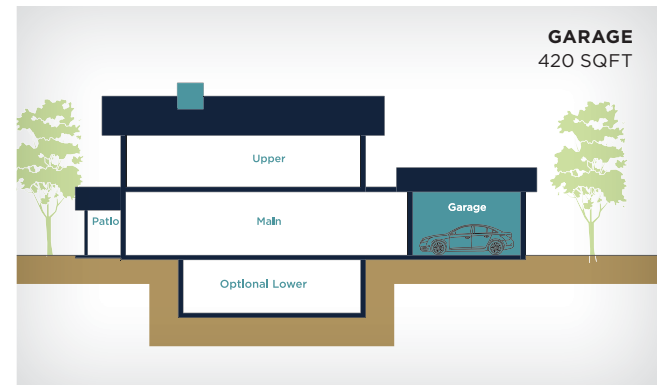 GARAGE
420 SQFT
Upper
Patio
Main
Garage
Optional Lower